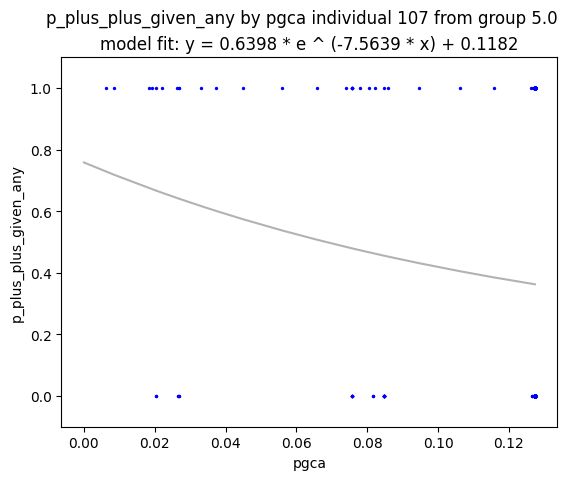 p_plus_plus_given_any by pgca individual 107 from group 5.0
model fit: y = 0.6398 * e ^ (-7.5639 * x) + 0.1182
1.0
0.8
0.6
0.4
0.2
0.0
p_plus_plus_given_any
0.00 0.02 0.04 0.06 0.08 0.10 0.12
pgca